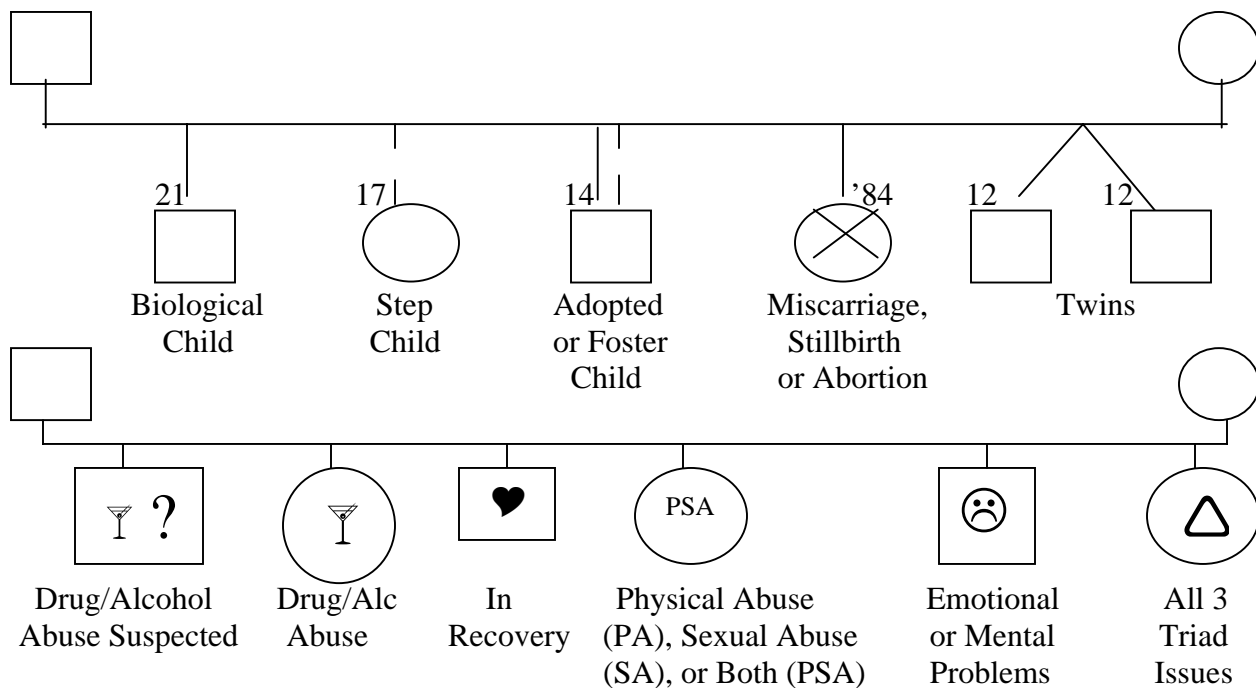 21 17 14 ’84 12 12
Biological Step Adopted Miscarriage, Twins
Child Child or Foster Stillbirth
Child or Abortion
?
PSA
Drug/Alcohol Drug/Alc In Physical Abuse Emotional All 3
Abuse Suspected Abuse Recovery (PA), Sexual Abuse or Mental Triad
(SA), or Both (PSA) Problems Issues